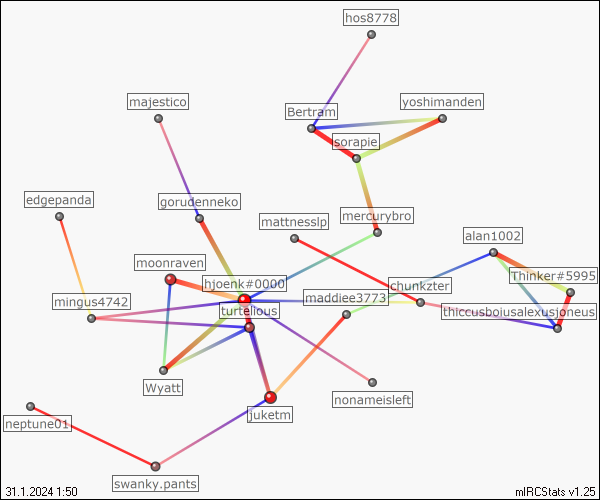 hos8778
majestico
yoshimanden
Bertram
sorapie
edgepanda
gorudenneko
mattnesslp
mercurybro
alan1002
moonraven
hjoenk#0000
Thinker#5995
chunkzter
mingus4742
maddiee3773
turtelious
thiccusboiusalexusjoneus
Wyatt
nonameisleft
juketm
neptune01
swanky.pants
31.1.2024 1:50
mIRCStats v1.25